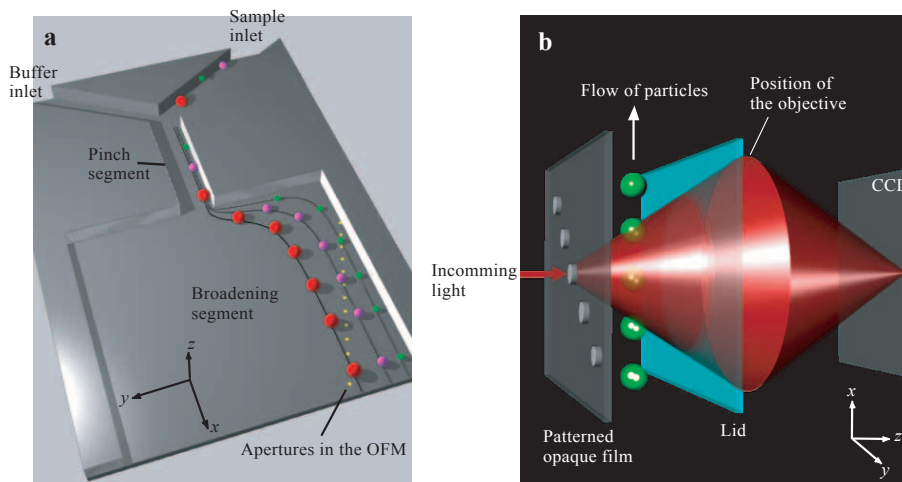 a
Sample
inlet
Buffer
inlet
Pinch
segment
Broadening
segment
z
y
x
Apertures in the OFM
b
Flow of particles
Position of
the objective
CCD
Incomming
light
Patterned
opaque film
Lid
x
z
y